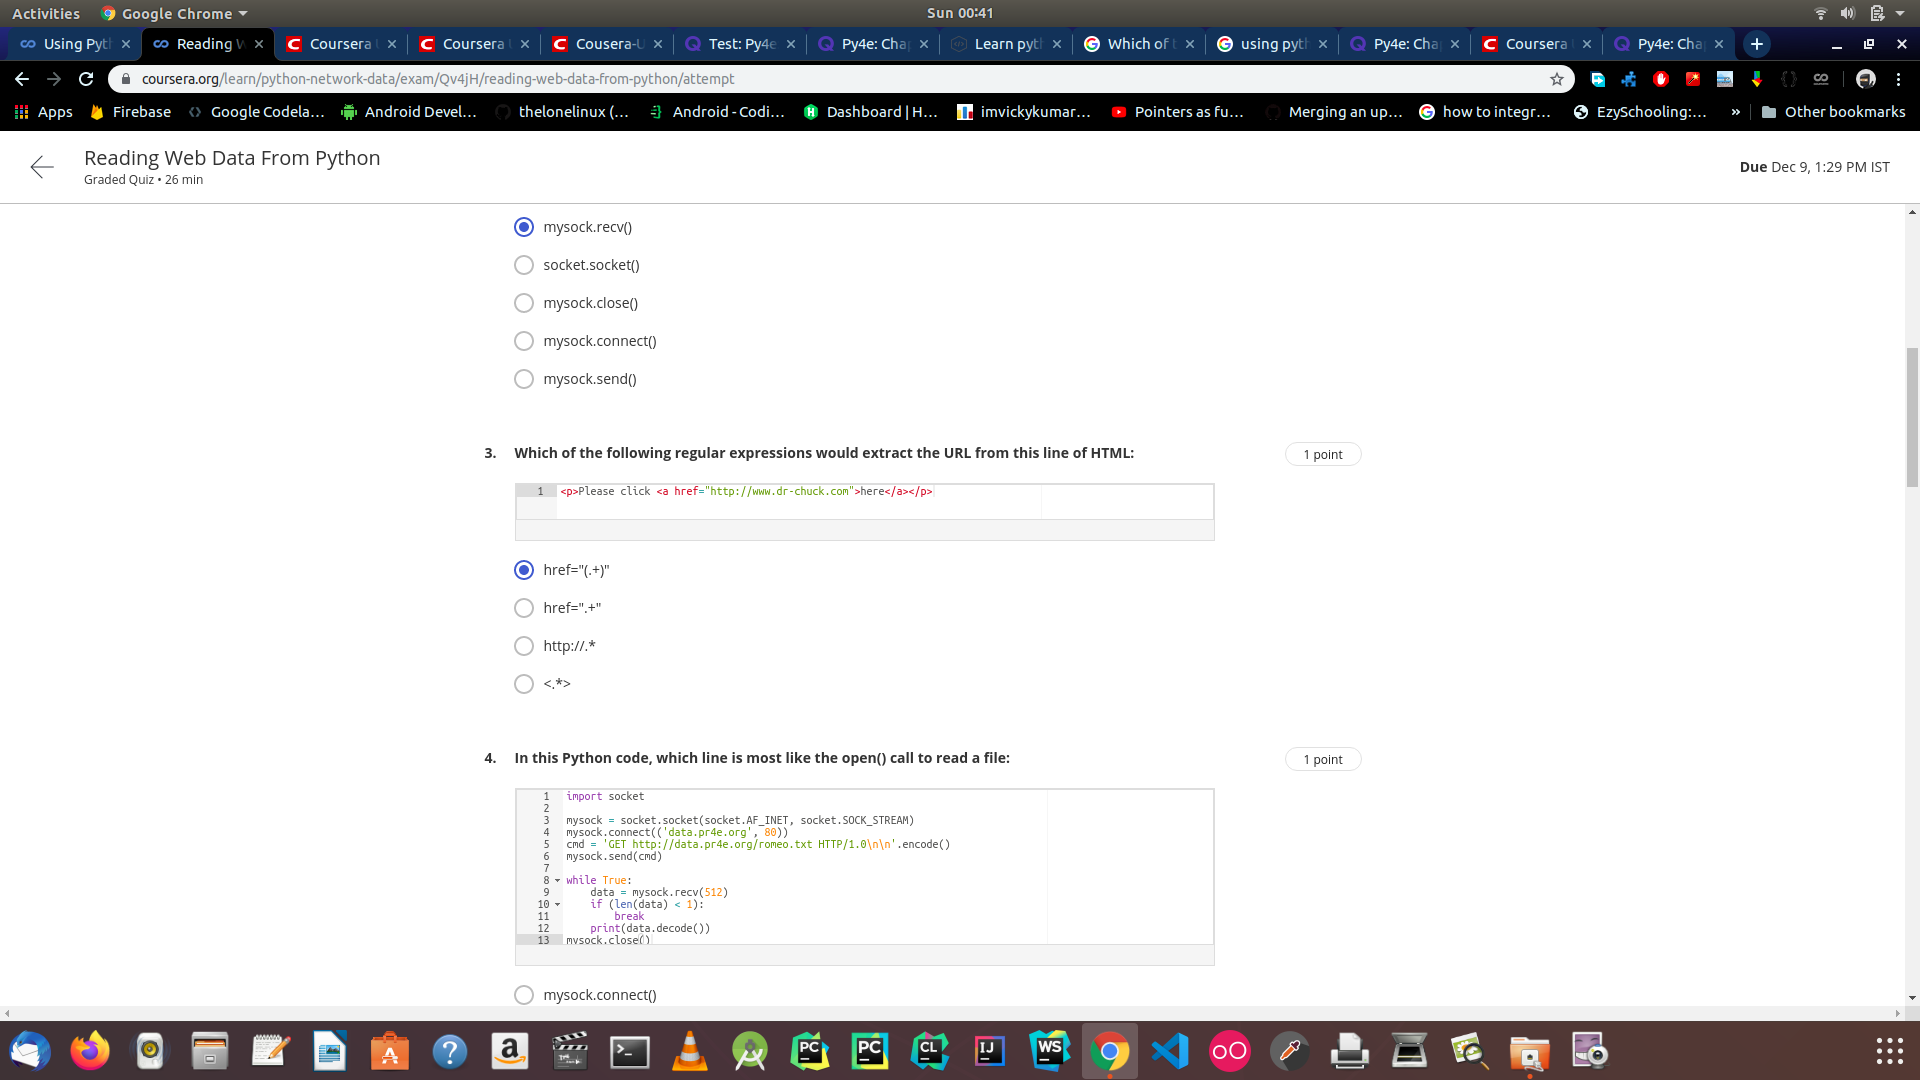 Activities Google Chrome Sun 00:41
Using Pyt Reading W Coursera Coursera Cousera-U Test: Py4e Py4e: Cha Learn pyt Which of using pyt Py4e: Cha Coursera Py4e: Cha
coursera.org/learn/python-network-data/exam/Qv4jH/reading-web-data-from-python/attempt
Apps Firebase Google Codela... Android Devel... thelonelinux (... Android - Codi... Dashboard | H... imvickykumar... Pointers as fu... Merging an up... how to integr... EzySchooling:... » Other bookmarks
Reading Web Data From Python
Graded Quiz • 26 min
Due Dec 9, 1:29 PM IST
mysock.recv()
socket.socket()
mysock.close()
mysock.connect()
mysock.send()
3. Which of the following regular expressions would extract the URL from this line of HTML:
1 point
1 <p>Please click <a href="http://www.dr-chuck.com">here</a></p>
href="(.+)"
href=".+"
http://.*
<.*>
4. In this Python code, which line is most like the open() call to read a file:
1 point
1 import socket
2
3 mysock = socket.socket(socket.AF_INET, socket.SOCK_STREAM)
4 mysock.connect(('data.pr4e.org', 80))
5 cmd = 'GET http://data.pr4e.org/romeo.txt HTTP/1.0\n\n'.encode()
6 mysock.send(cmd)
7
8 while True:
9 data = mysock.recv(512)
10 if (len(data) < 1):
11 break
12 print(data.decode())
13 mysock.close()
mysock.connect()